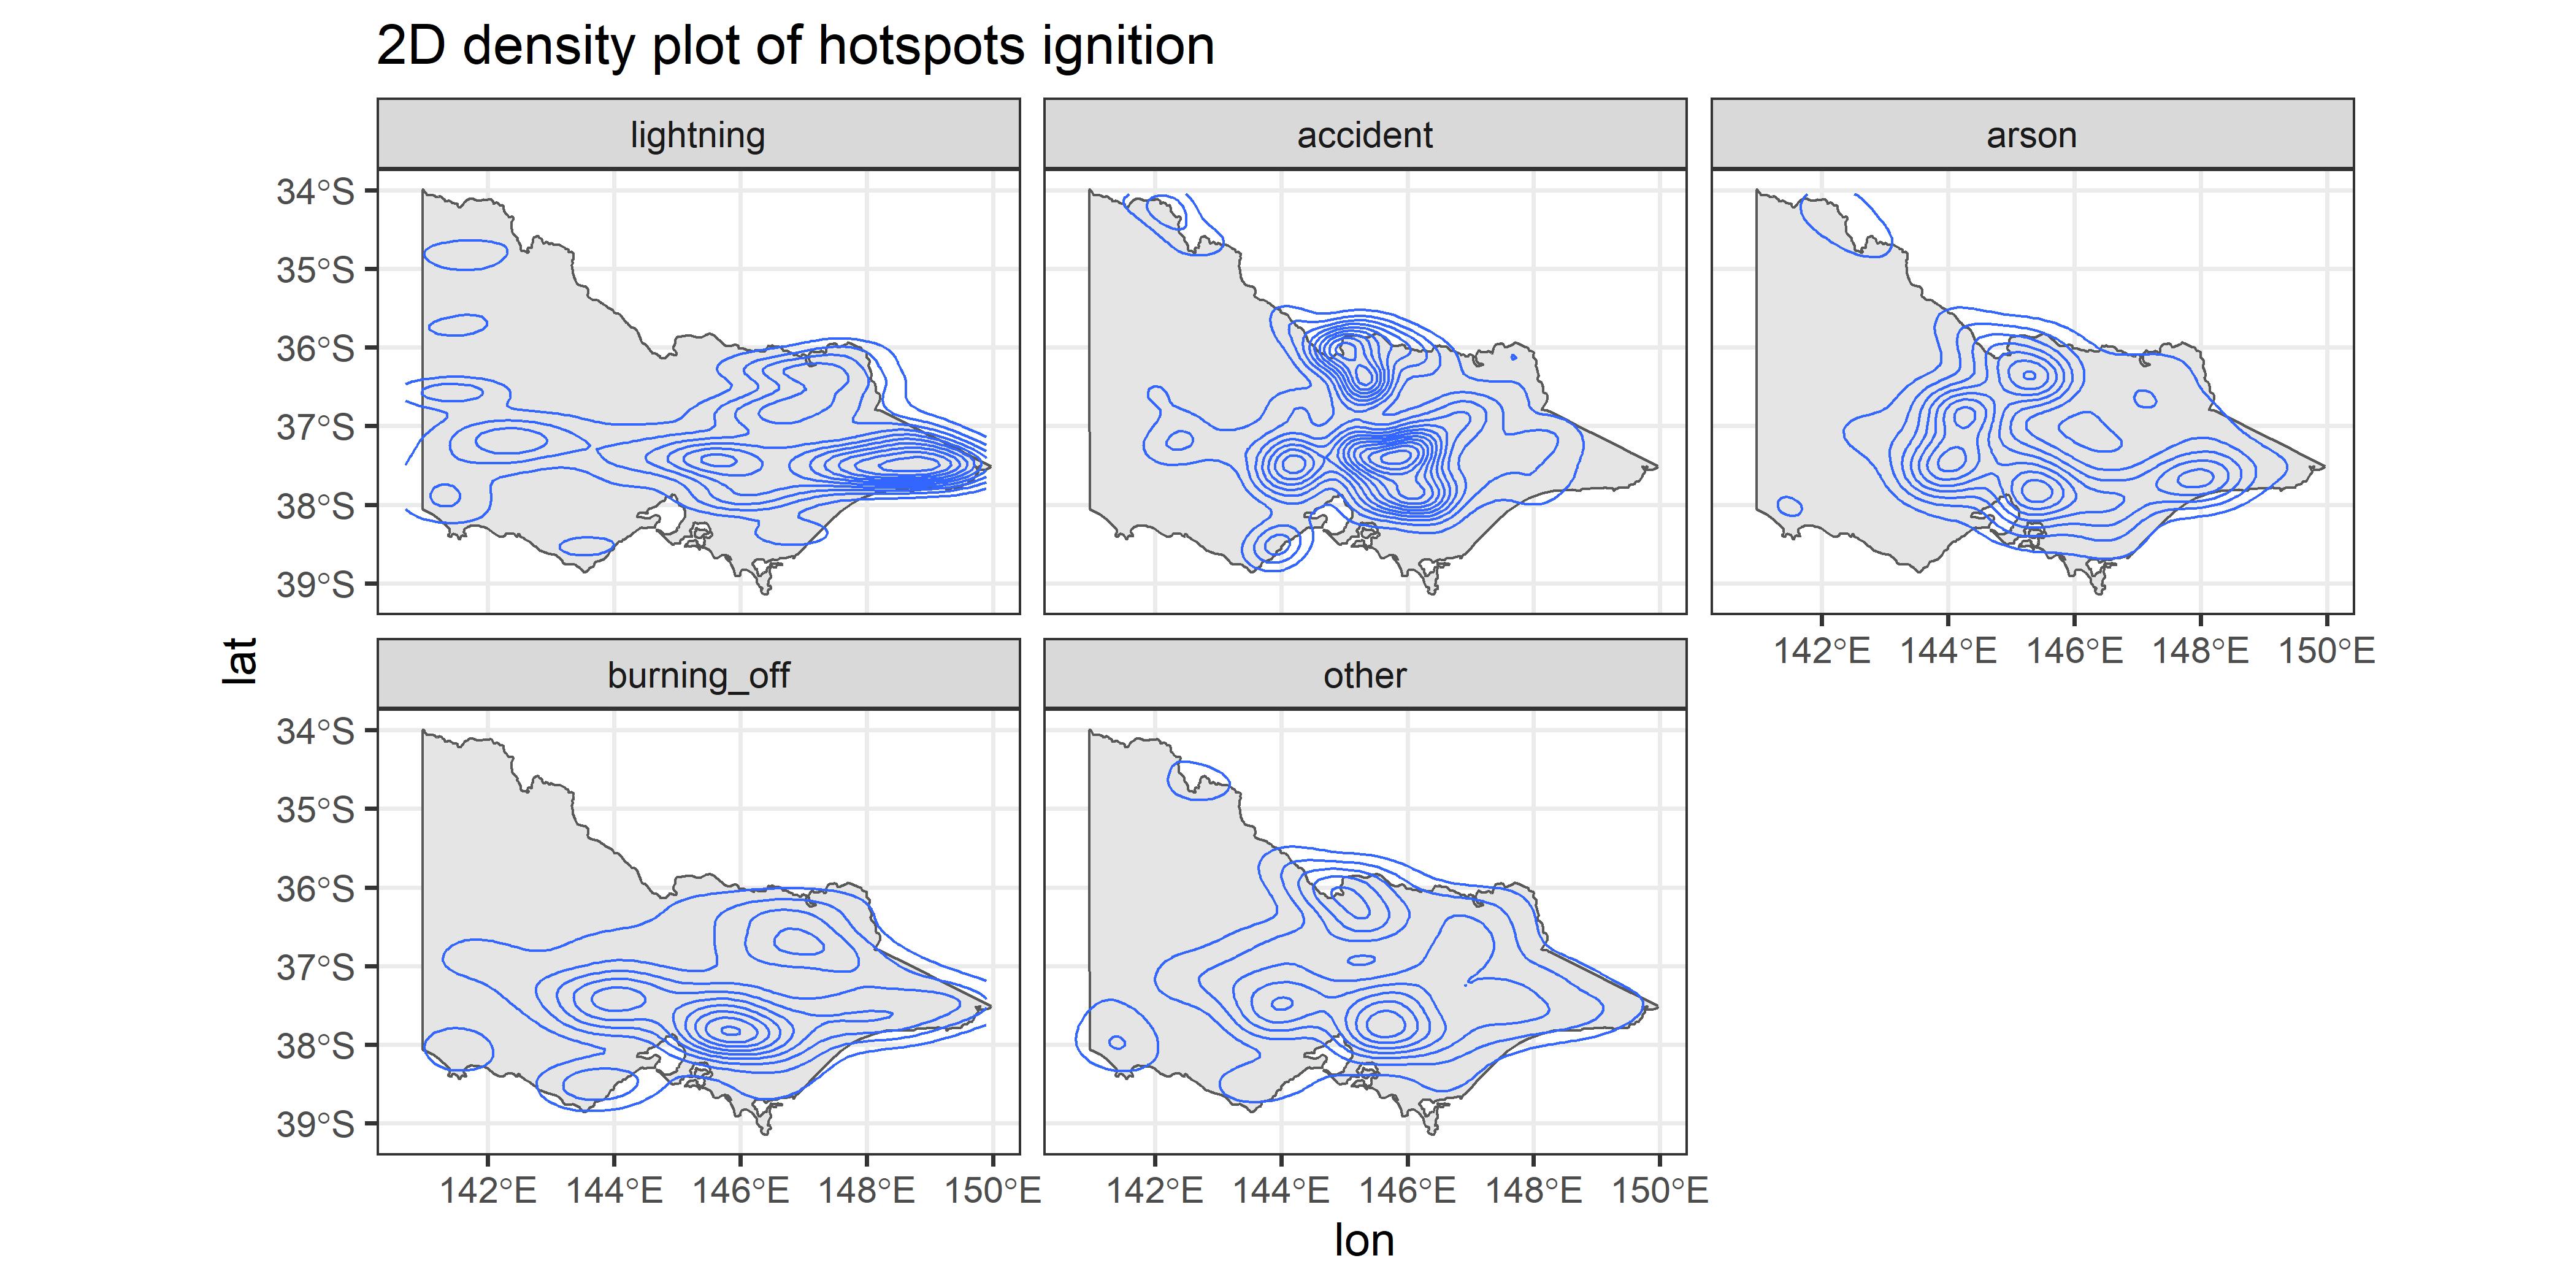 2D density plot of hotspots ignition
lightning
accident
arson
34°S
35°S
36°S
37°S
38°S
39°S
142°E 144°E 146°E 148°E 150°E
lat
burning_off
other
34°S
35°S
36°S
37°S
38°S
39°S
142°E 144°E 146°E 148°E 150°E
142°E 144°E 146°E 148°E 150°E
lon